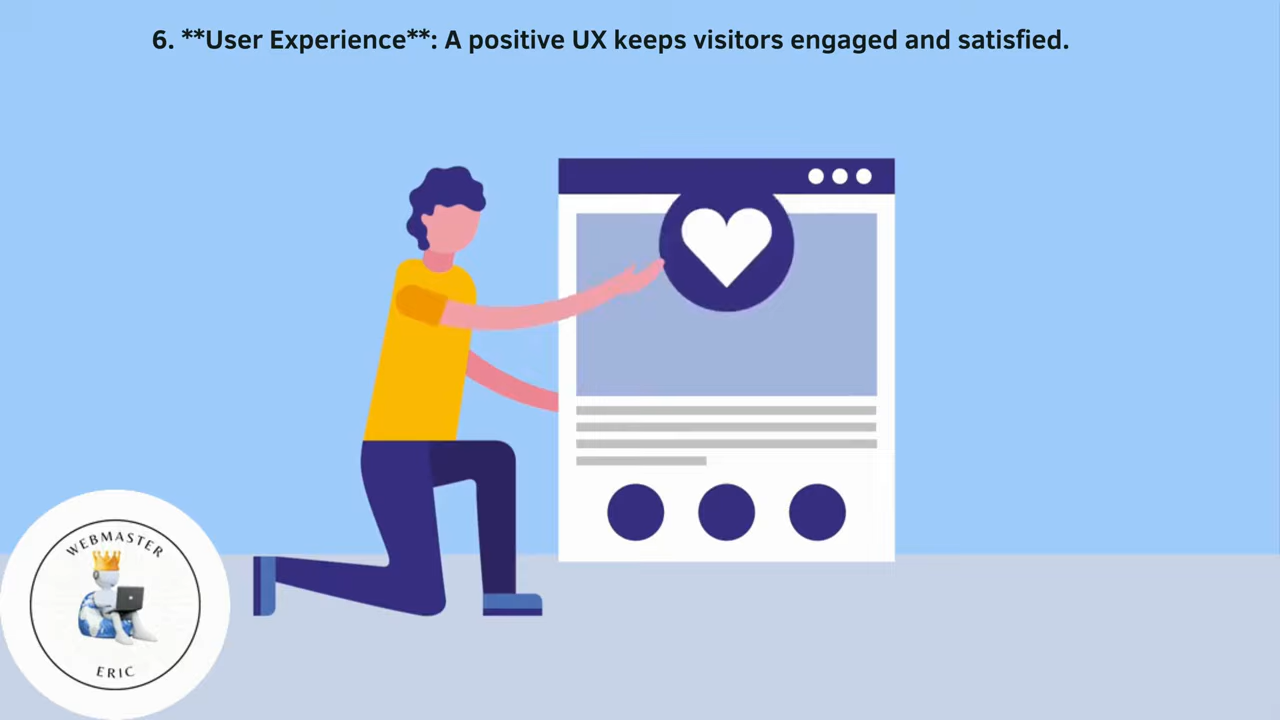 6. **User Experience**: A positive UX keeps visitors engaged and satisfied.
WEBMASTER
ERIC